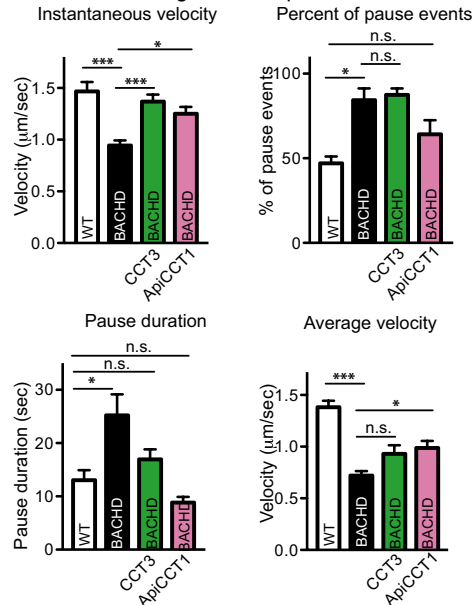 Instantaneous velocity
*
***
***
Velocity (μm/sec)
1.5
1.0
0.5
0.0
WT
BACHD
BACHD
BACHD
CCT3
ApiCCT1
Percent of pause events
n.s.
n.s.
*
% of pause events
100
50
0
WT
BACHD
BACHD
BACHD
CCT3
ApiCCT1
Pause duration
n.s.
n.s.
*
Pause duration (sec)
30
20
10
0
WT
BACHD
BACHD
BACHD
CCT3
ApiCCT1
Average velocity
***
*
n.s.
Velocity (μm/sec)
1.5
1.0
0.5
0.0
WT
BACHD
BACHD
BACHD
CCT3
ApiCCT1